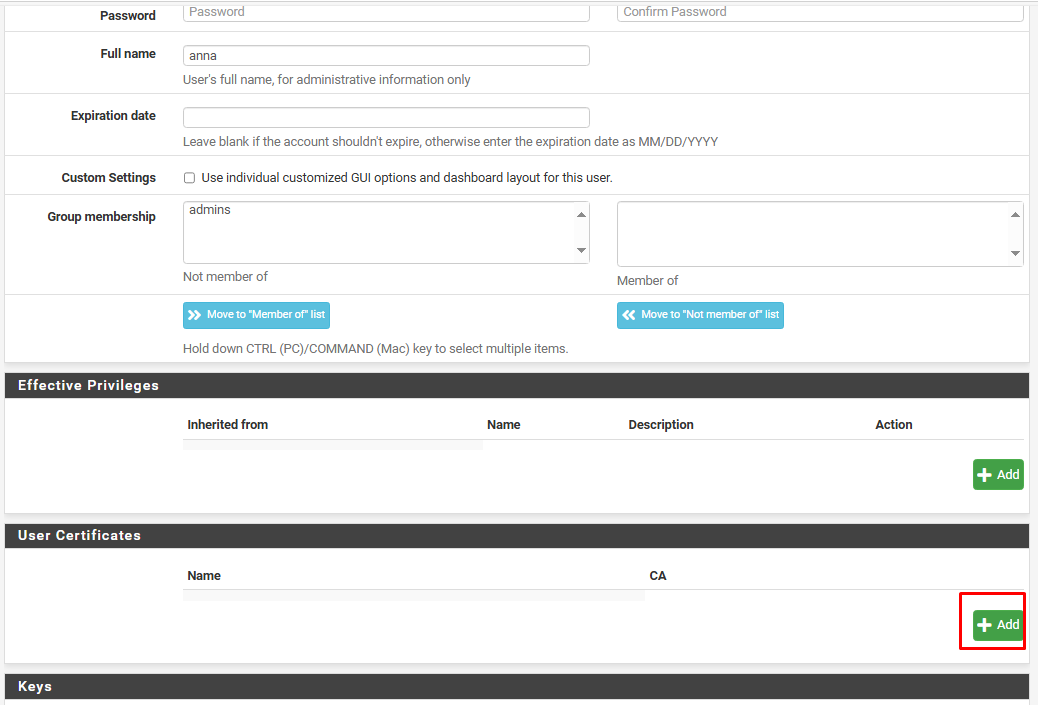 Password Password Confirm Password
Full name anna
User's full name, for administrative information only
Expiration date
Leave blank if the account shouldn't expire, otherwise enter the expiration date as MM/DD/YYYY
Custom Settings Use individual customized GUI options and dashboard layout for this user.
Group membership admins
Not member of Member of
Move to "Member of" list Move to "Not member of" list
Hold down CTRL (PC)/COMMAND (Mac) key to select multiple items.
Effective Privileges
Inherited from Name Description Action
Add
User Certificates
Name CA
Add
Keys